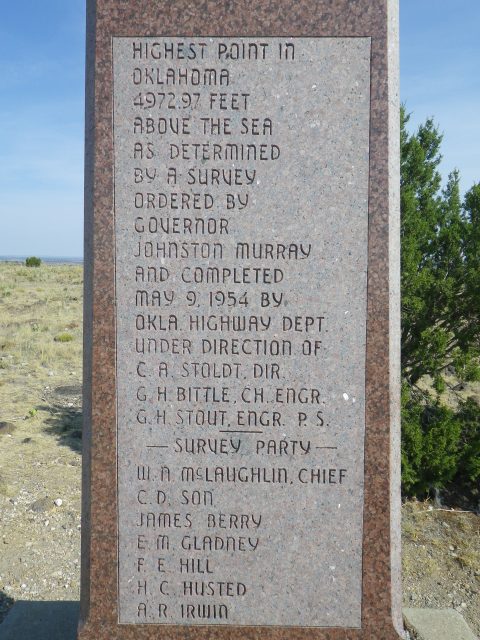 HIGHEST POINT IN
OKLAHOMA
4972.97 FEET
ABOVE THE SEA
AS DETERMINED
BY A SURVEY
ORDERED BY
GOVERNOR
JOHNSTON MURRAY
AND COMPLETED
MAY 9, 1954 BY
OKLA. HIGHWAY DEPT.
UNDER DIRECTION OF
C. A. STOLDT, DIR.
G. H. BITTLE, CH. ENGR.
G. H. STOUT, ENGR. P. S.
— SURVEY PARTY —
W. N. McLAUGHLIN, CHIEF
C. D. SON
JAMES BERRY
E. M. GLADNEY
F. E. HILL
H. C. HUSTED
A. R. IRWIN